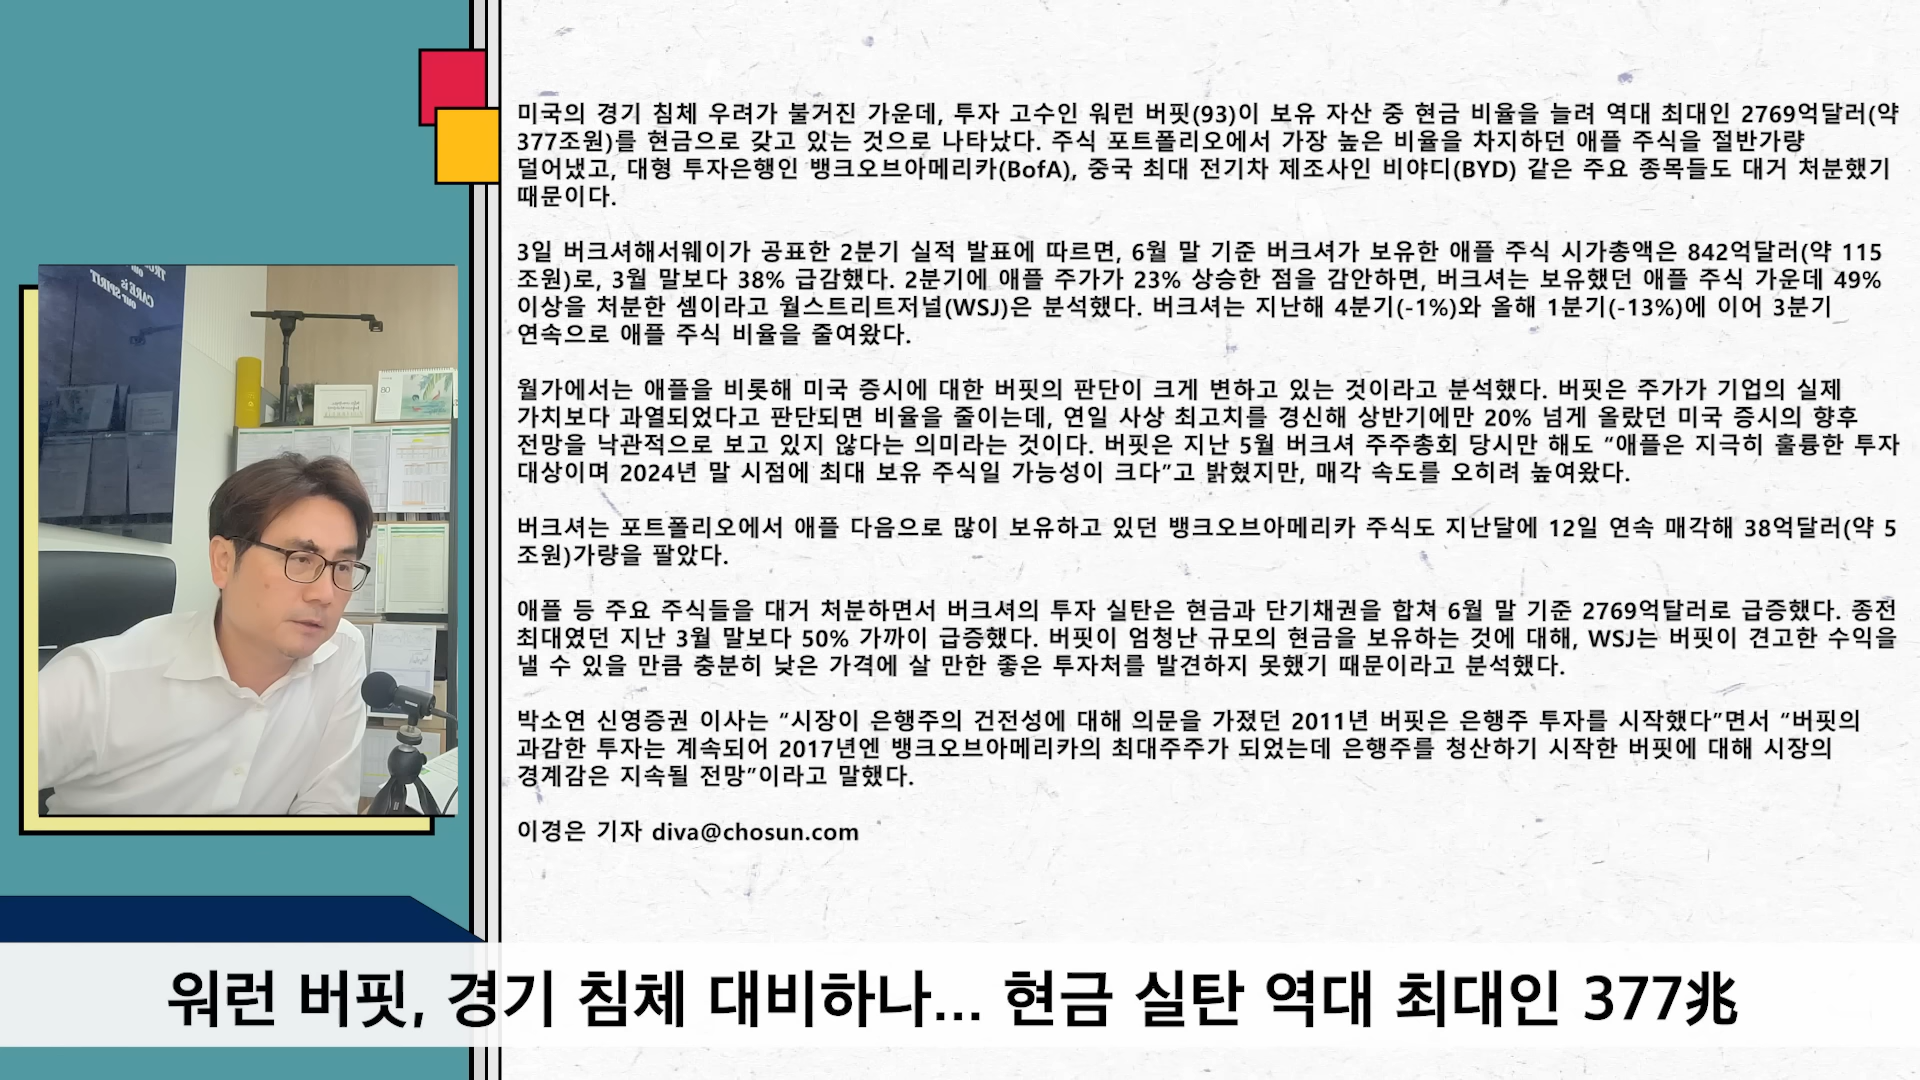 미국의 경기 침체 우려가 불거진 가운데, 투자 고수인 워런 버핏(93)이 보유 자산 중 현금 비율을 늘려 역대 최대인 2769억달러(약
377조원)를 현금으로 갖고 있는 것으로 나타났다. 주식 포트폴리오에서 가장 높은 비율을 차지하던 애플 주식을 절반가량
덜어냈고, 대형 투자은행인 뱅크오브아메리카(BofA), 중국 최대 전기차 제조사인 비야디(BYD) 같은 주요 종목들도 대거 처분했기
때문이다.
3일 버크셔해서웨이가 공표한 2분기 실적 발표에 따르면, 6월 말 기준 버크셔가 보유한 애플 주식 시가총액은 842억달러(약 115
조원)로, 3월 말보다 38% 급감했다. 2분기에 애플 주가가 23% 상승한 점을 감안하면, 버크셔는 보유했던 애플 주식 가운데 49%
이상을 처분한 셈이라고 월스트리트저널(WSJ)은 분석했다. 버크셔는 지난해 4분기(-1%)와 올해 1분기(-13%)에 이어 3분기
연속으로 애플 주식 비율을 줄여왔다.
월가에서는 애플을 비롯해 미국 증시에 대한 버핏의 판단이 크게 변하고 있는 것이라고 분석했다. 버핏은 주가가 기업의 실제
가치보다 과열되었다고 판단되면 비율을 줄이는데, 연일 사상 최고치를 경신해 상반기에만 20% 넘게 올랐던 미국 증시의 향후
전망을 낙관적으로 보고 있지 않다는 의미라는 것이다. 버핏은 지난 5월 버크셔 주주총회 당시만 해도 “애플은 지극히 훌륭한 투자
대상이며 2024년 말 시점에 최대 보유 주식일 가능성이 크다”고 밝혔지만, 매각 속도를 오히려 높여왔다.
버크셔는 포트폴리오에서 애플 다음으로 많이 보유하고 있던 뱅크오브아메리카 주식도 지난달에 12일 연속 매각해 38억달러(약 5
조원)가량을 팔았다.
애플 등 주요 주식들을 대거 처분하면서 버크셔의 투자 실탄은 현금과 단기채권을 합쳐 6월 말 기준 2769억달러로 급증했다. 종전
최대였던 지난 3월 말보다 50% 가까이 급증했다. 버핏이 엄청난 규모의 현금을 보유하는 것에 대해, WSJ는 버핏이 견고한 수익을
낼 수 있을 만큼 충분히 낮은 가격에 살 만한 좋은 투자처를 발견하지 못했기 때문이라고 분석했다.
박소연 신영증권 이사는 “시장이 은행주의 건전성에 대해 의문을 가졌던 2011년 버핏은 은행주 투자를 시작했다”면서 “버핏의
과감한 투자는 계속되어 2017년엔 뱅크오브아메리카의 최대주주가 되었는데 은행주를 청산하기 시작한 버핏에 대해 시장의
경계감은 지속될 전망”이라고 말했다.
이경은 기자 diva@chosun.com
워런 버핏, 경기 침체 대비하나... 현금 실탄 역대 최대인 377兆